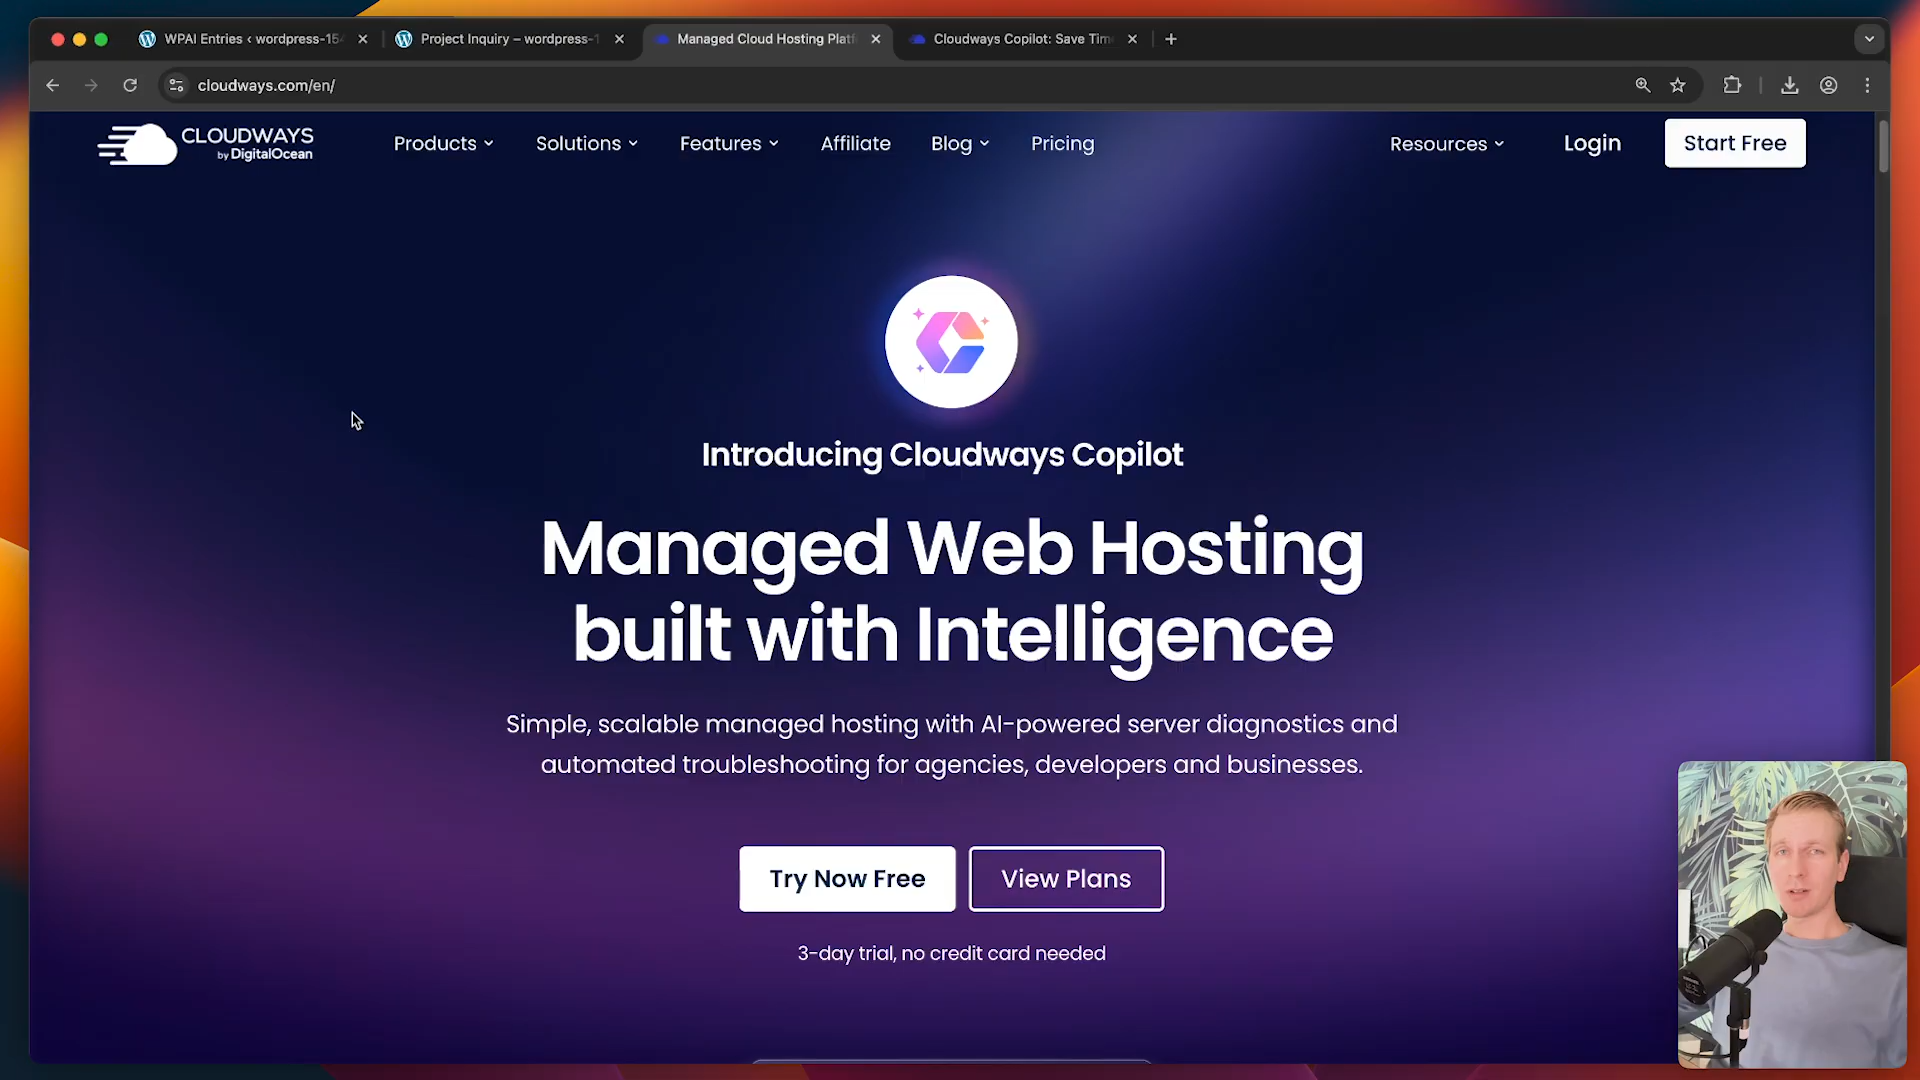 WPAI Entries ‹ wordpress-154
Project Inquiry – wordpress-1
Managed Cloud Hosting Platf
Cloudways Copilot: Save Tim
cloudways.com/en/
CLOUDWAYS
by DigitalOcean
Products
Solutions
Features
Affiliate
Blog
Pricing
Resources
Login
Start Free
Introducing Cloudways Copilot
Managed Web Hosting
built with Intelligence
Simple, scalable managed hosting with AI-powered server diagnostics and
automated troubleshooting for agencies, developers and businesses.
Try Now Free
View Plans
3-day trial, no credit card needed